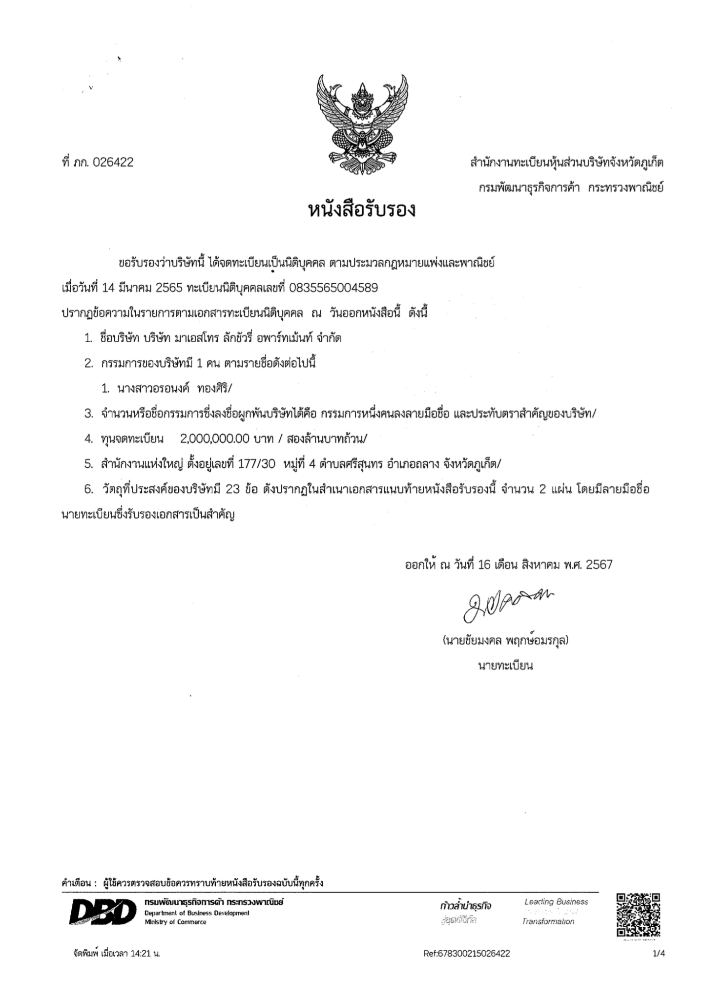 ที่ ภก. 026422
สำนักงานทะเบียนหุ้นส่วนบริษัทจังหวัดภูเก็ต
กรมพัฒนาธุรกิจการค้า กระทรวงพาณิชย์
หนังสือรับรอง
ขอรับรองว่าบริษัทนี้ ได้จดทะเบียนเป็นนิติบุคคล ตามประมวลกฎหมายแพ่งและพาณิชย์
เมื่อวันที่ 14 มีนาคม 2565 ทะเบียนนิติบุคคลเลขที่ 0835565004589
ปรากฏข้อความในรายการตามเอกสารทะเบียนนิติบุคคล ณ วันออกหนังสือนี้ ดังนี้
1. ชื่อบริษัท บริษัท มาเอสโทร ลักชัวรี่ อพาร์ทเม้นท์ จำกัด
2. กรรมการของบริษัทมี 1 คน ตามรายชื่อดังต่อไปนี้
1. นางสาวอรอนงค์ ทองศิริ/
3. จำนวนหรือชื่อกรรมการซึ่งลงชื่อผูกพันบริษัทได้คือ กรรมการหนึ่งคนลงลายมือชื่อ และประทับตราสำคัญของบริษัท/
4. ทุนจดทะเบียน 2,000,000.00 บาท / สองล้านบาทถ้วน/
5. สำนักงานแห่งใหญ่ ตั้งอยู่เลขที่ 177/30 หมู่ที่ 4 ตำบลศรีสุนทร อำเภอถลาง จังหวัดภูเก็ต/
6. วัตถุที่ประสงค์ของบริษัทมี 23 ข้อ ดังปรากฏในสำเนาเอกสารแนบท้ายหนังสือรับรองนี้ จำนวน 2 แผ่น โดยมีลายมือชื่อ
นายทะเบียนซึ่งรับรองเอกสารเป็นสำคัญ
ออกให้ ณ วันที่ 16 เดือน สิงหาคม พ.ศ. 2567
(นายชัยมงคล พฤกษ์อมรกุล)
นายทะเบียน
คำเตือน : ผู้ใช้ควรตรวจสอบข้อควรทราบท้ายหนังสือรับรองฉบับนี้ทุกครั้ง
DBD
กรมพัฒนาธุรกิจการค้า กระทรวงพาณิชย์
Department of Business Development
Ministry of Commerce
ก้าวล้ำนำธุรกิจ
สู่ยุคดิจิทัล
Leading Business
Transformation
จัดพิมพ์ เมื่อเวลา 14:21 น.
Ref:678300215026422
1/4